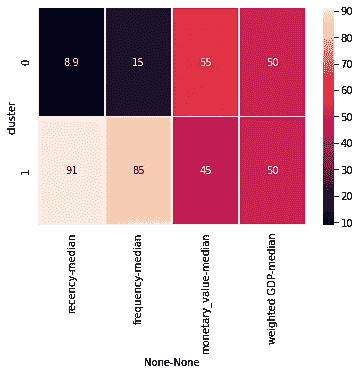 0
8.9 15 55 50
cluster
1
91 85 45 50
recency-median
frequency-median
monetary_value-median
weighted GDP-median
None-None
90
80
70
60
50
40
30
20
10